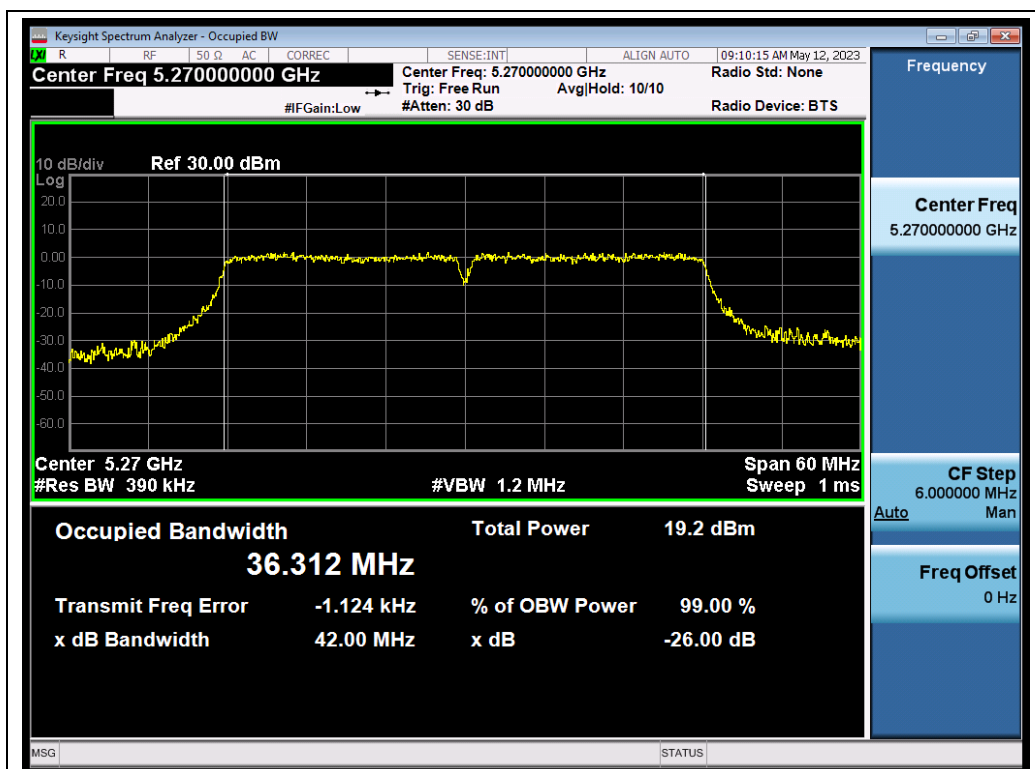 Keysight Spectrum Analyzer - Occupied BW
LXI R RF 50 Ω AC CORREC SENSE:INT ALIGN AUTO 09:10:15 AM May 12, 2023
Center Freq 5.270000000 GHz
#IFGain:Low
Center Freq: 5.270000000 GHz
Trig: Free Run Avg|Hold: 10/10
#Atten: 30 dB
Radio Std: None
Radio Device: BTS
10 dB/div Ref 30.00 dBm
Log
20.0
10.0
0.00
-10.0
-20.0
-30.0
-40.0
-50.0
-60.0
Center 5.27 GHz Span 60 MHz
#Res BW 390 kHz #VBW 1.2 MHz Sweep 1 ms
Occupied Bandwidth Total Power 19.2 dBm
36.312 MHz
Transmit Freq Error -1.124 kHz % of OBW Power 99.00 %
x dB Bandwidth 42.00 MHz x dB -26.00 dB
MSG STATUS
Frequency
Center Freq
5.270000000 GHz
CF Step
6.000000 MHz
Auto Man
Freq Offset
0 Hz